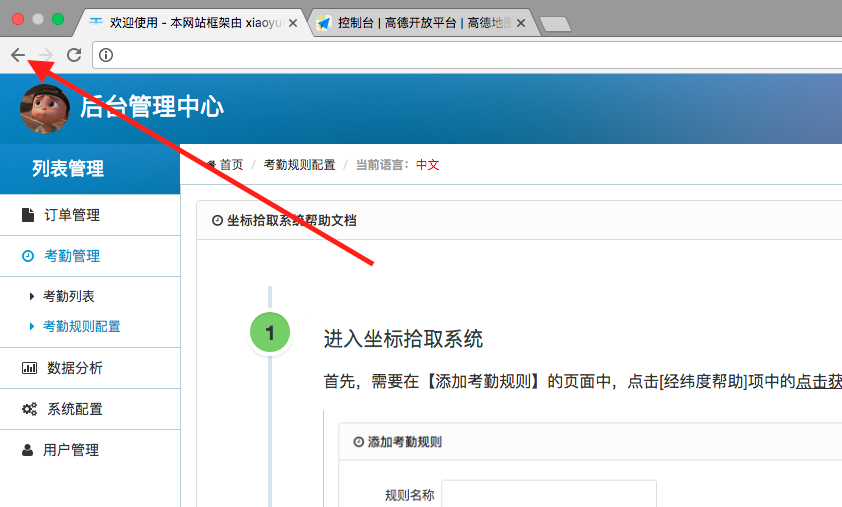 欢迎使用 - 本网站框架由 xiaoyu
控制台 | 高德开放平台 | 高德地图
后台管理中心
列表管理
首页 / 考勤规则配置 / 当前语言：中文
订单管理
考勤管理
考勤列表
考勤规则配置
数据分析
系统配置
用户管理
坐标拾取系统帮助文档
1
进入坐标拾取系统
首先，需要在【添加考勤规则】的页面中，点击[经纬度帮助]项中的点击获
添加考勤规则
规则名称